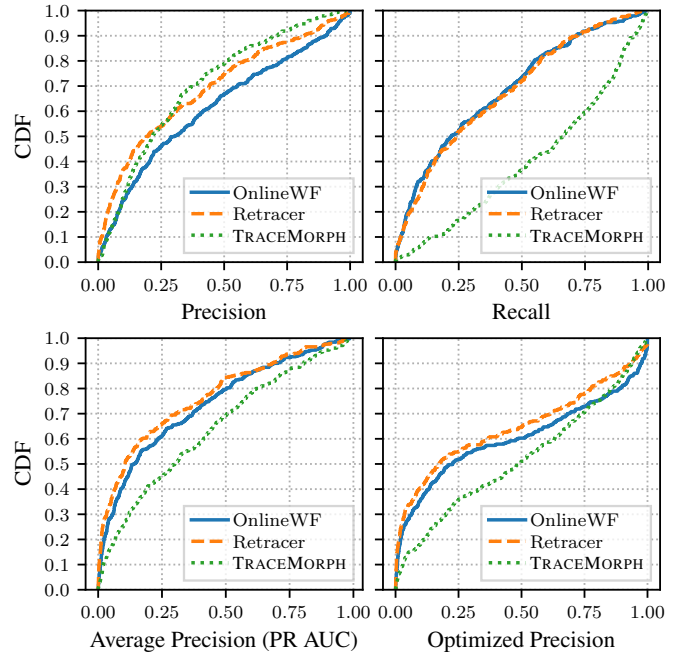 CDF
1.0
0.9
0.8
0.7
0.6
0.5
0.4
0.3
0.2
0.1
0.0
0.00 0.25 0.50 0.75 1.00
Precision
OnlineWF
Retracer
TRACEMORPH
0.00 0.25 0.50 0.75 1.00
Recall
OnlineWF
Retracer
TRACEMORPH
CDF
1.0
0.9
0.8
0.7
0.6
0.5
0.4
0.3
0.2
0.1
0.0
0.00 0.25 0.50 0.75 1.00
Average Precision (PR AUC)
OnlineWF
Retracer
TRACEMORPH
0.00 0.25 0.50 0.75 1.00
Optimized Precision
OnlineWF
Retracer
TRACEMORPH